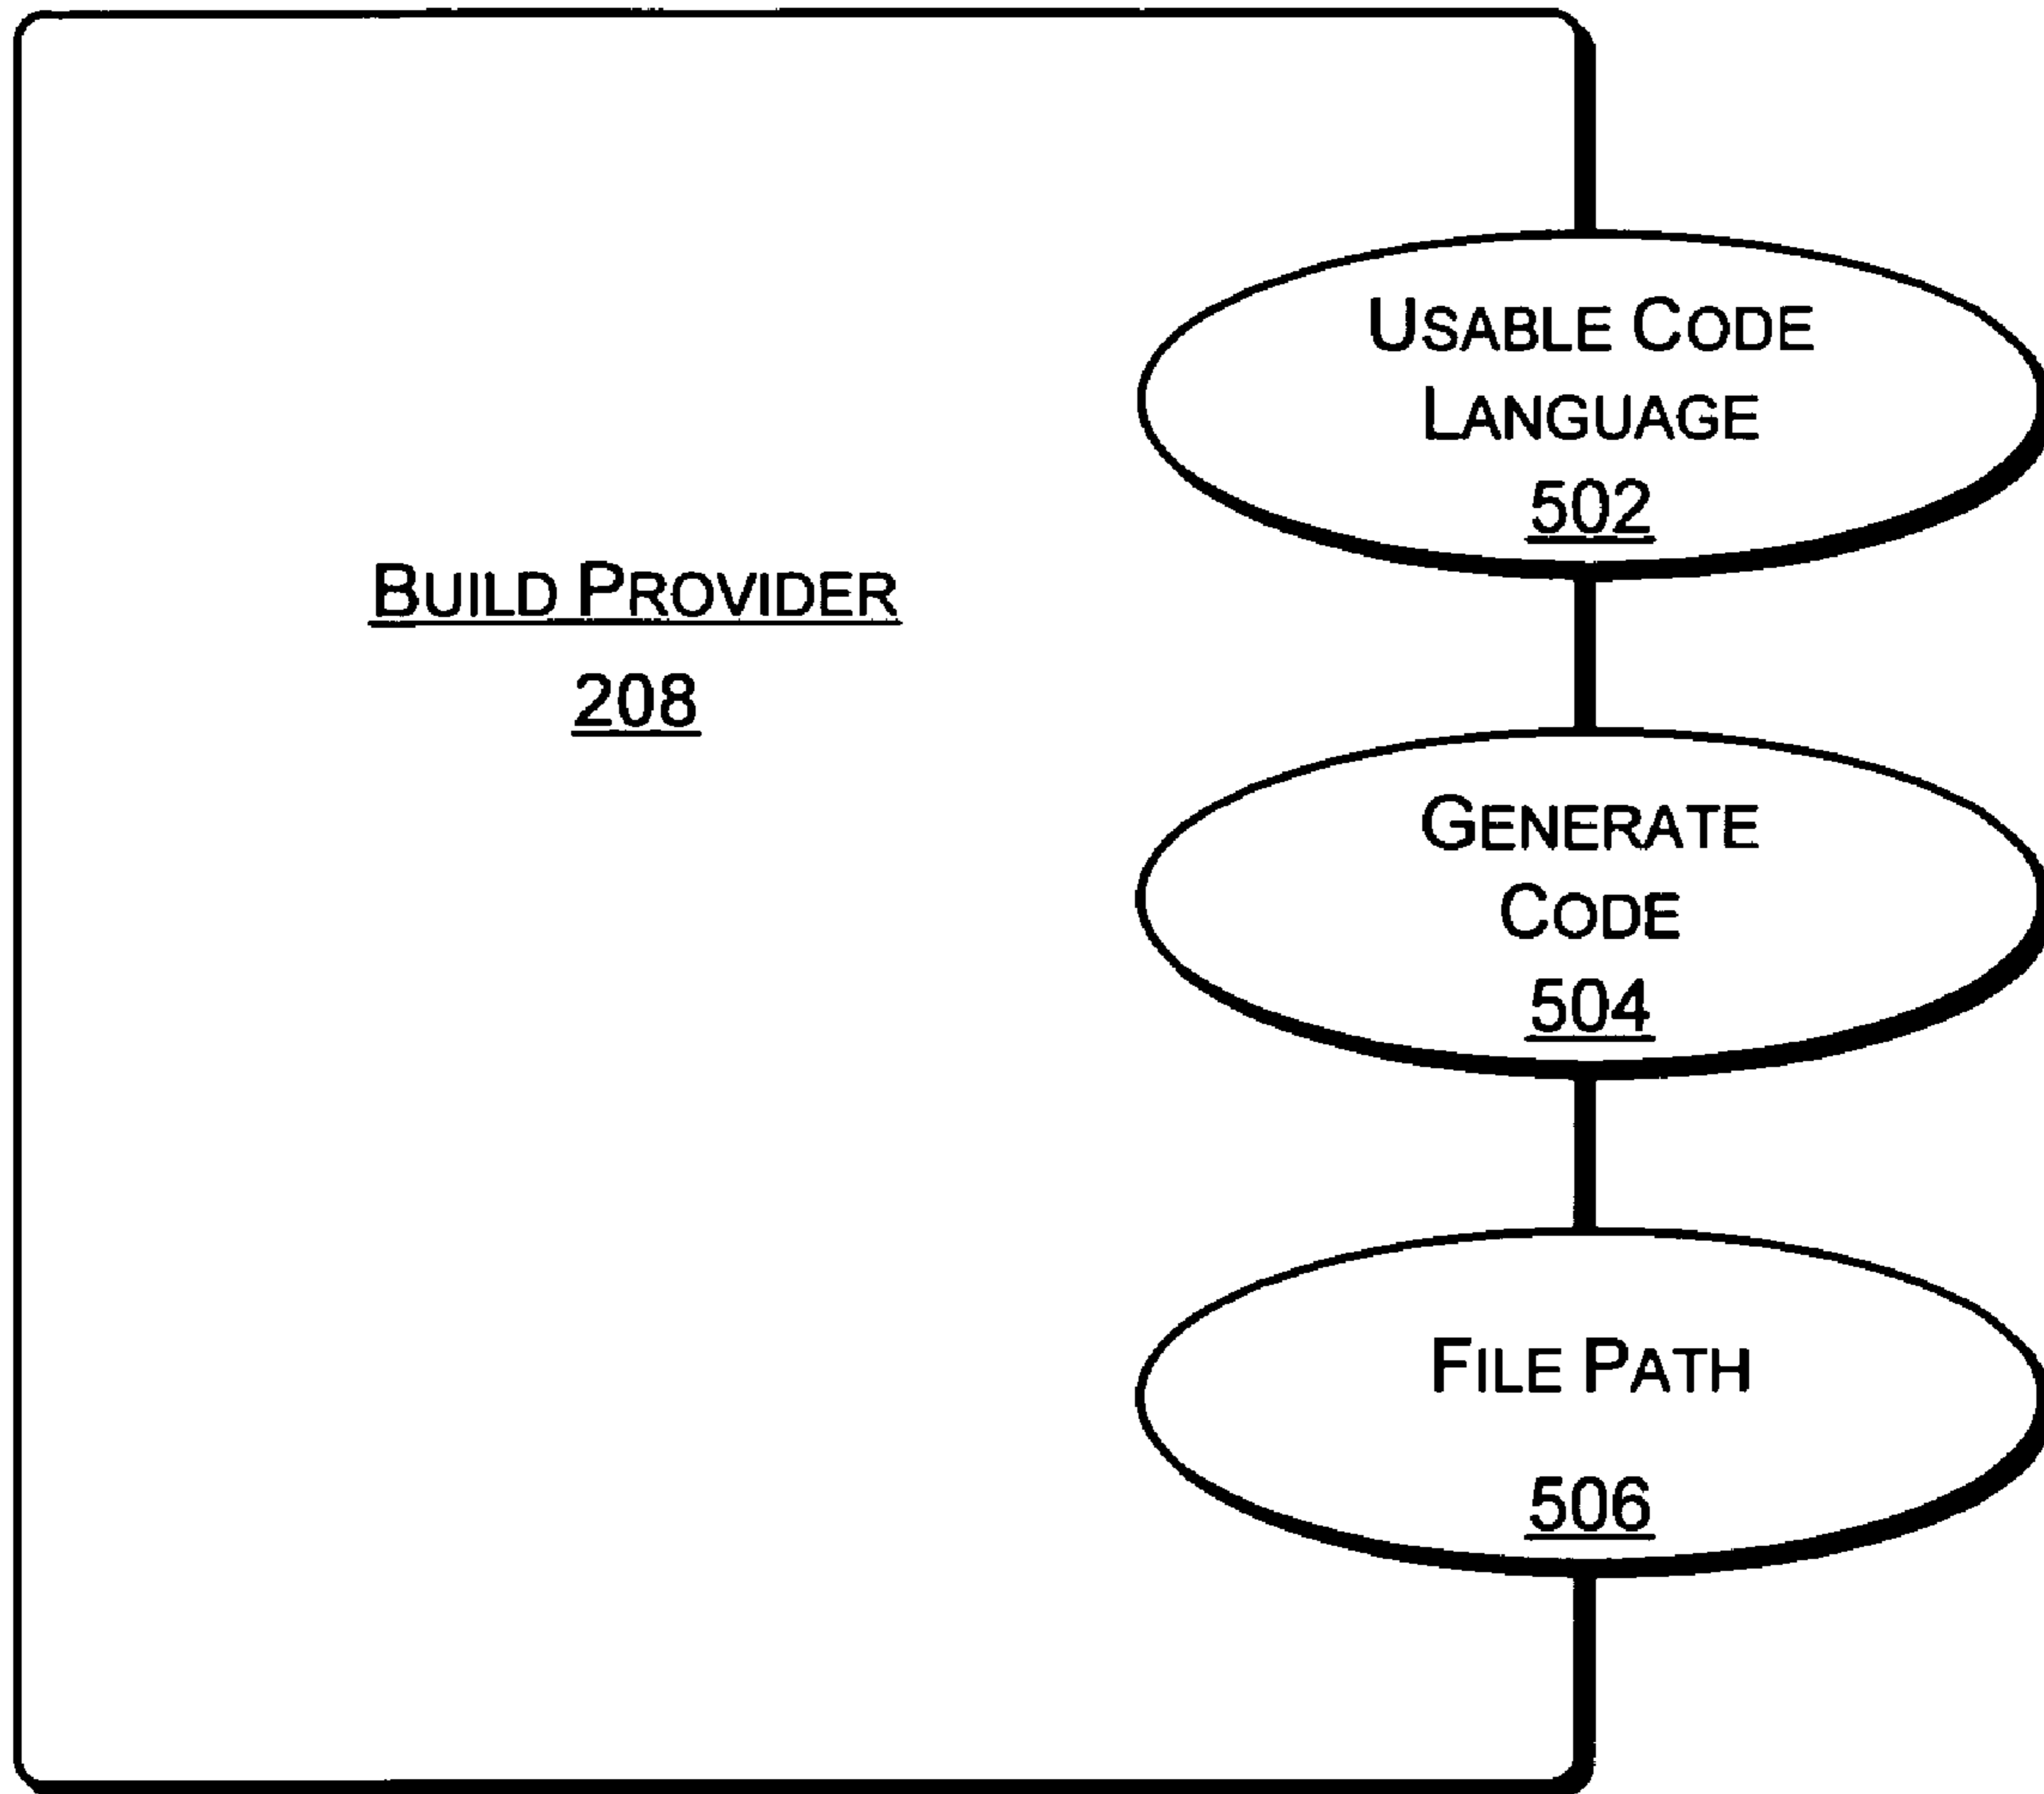 USABLE CODE
LANGUAGE
502
BUILD PROVIDER
208
GENERATE
CODE
504
FILE PATH
506